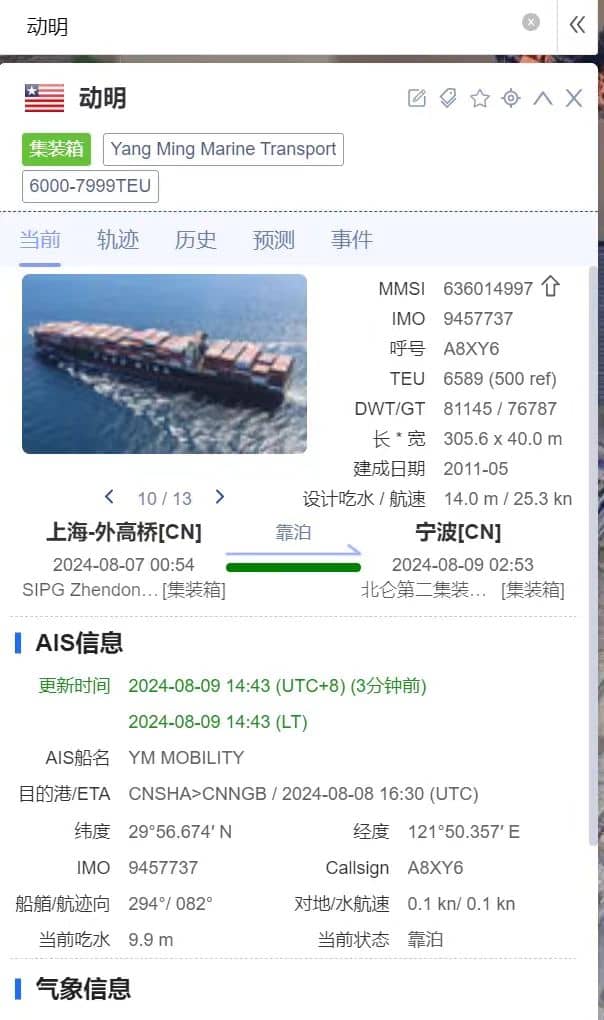 动明
动明
集装箱 Yang Ming Marine Transport
6000-7999TEU
当前 轨迹 历史 预测 事件
MMSI 636014997
IMO 9457737
呼号 A8XY6
TEU 6589 (500 ref)
DWT/GT 81145 / 76787
长 * 宽 305.6 x 40.0 m
建成日期 2011-05
10 / 13 设计吃水 / 航速 14.0 m / 25.3 kn
上海-外高桥[CN] 靠泊 宁波[CN]
2024-08-07 00:54 2024-08-09 02:53
SIPG Zhendon... [集装箱] 北仑第二集装... [集装箱]
AIS信息
更新时间 2024-08-09 14:43 (UTC+8) (3分钟前)
2024-08-09 14:43 (LT)
AIS船名 YM MOBILITY
目的港/ETA CNSHA>CNNGB / 2024-08-08 16:30 (UTC)
纬度 29°56.674′ N 经度 121°50.357′ E
IMO 9457737 Callsign A8XY6
船艏/航迹向 294°/ 082° 对地/水航速 0.1 kn/ 0.1 kn
当前吃水 9.9 m 当前状态 靠泊
气象信息